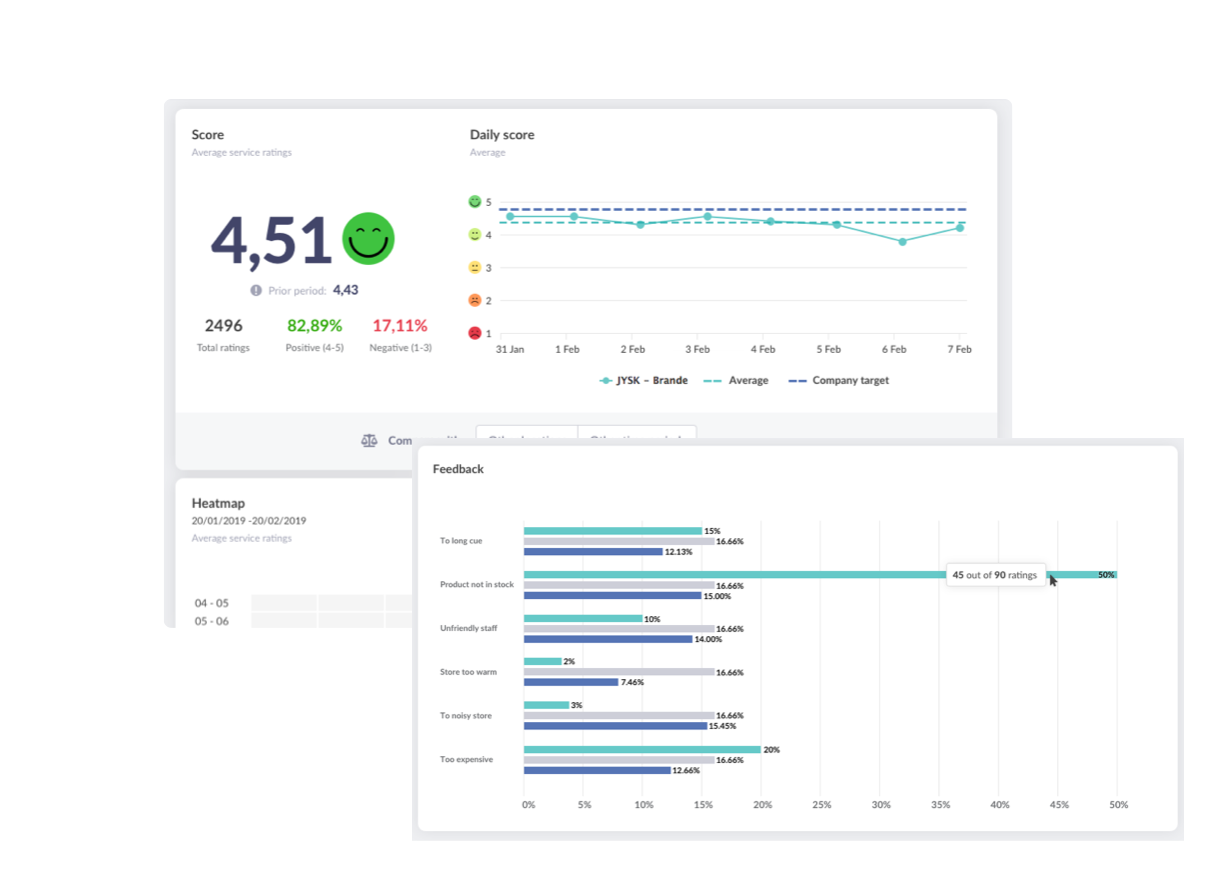 Score
Average service ratings
4,51
Prior period: 4,43
2496 82,89% 17,11%
Total ratings Positive (4-5) Negative (1-3)
Daily score
Average
5
4
3
2
1
31 Jan 1 Feb 2 Feb 3 Feb 4 Feb 5 Feb 6 Feb 7 Feb
JYSK – Brande Average Company target
Heatmap
20/01/2019 -20/02/2019
Average service ratings
04 - 05
05 - 06
Feedback
To long cue
15%
16.66%
12.13%
Product not in stock
50%
45 out of 90 ratings
16.66%
15.00%
Unfriendly staff
10%
16.66%
14.00%
Store too warm
2%
16.66%
7.46%
To noisy store
3%
16.66%
15.45%
Too expensive
20%
16.66%
12.66%
0% 5% 10% 15% 20% 25% 30% 35% 40% 45% 50%